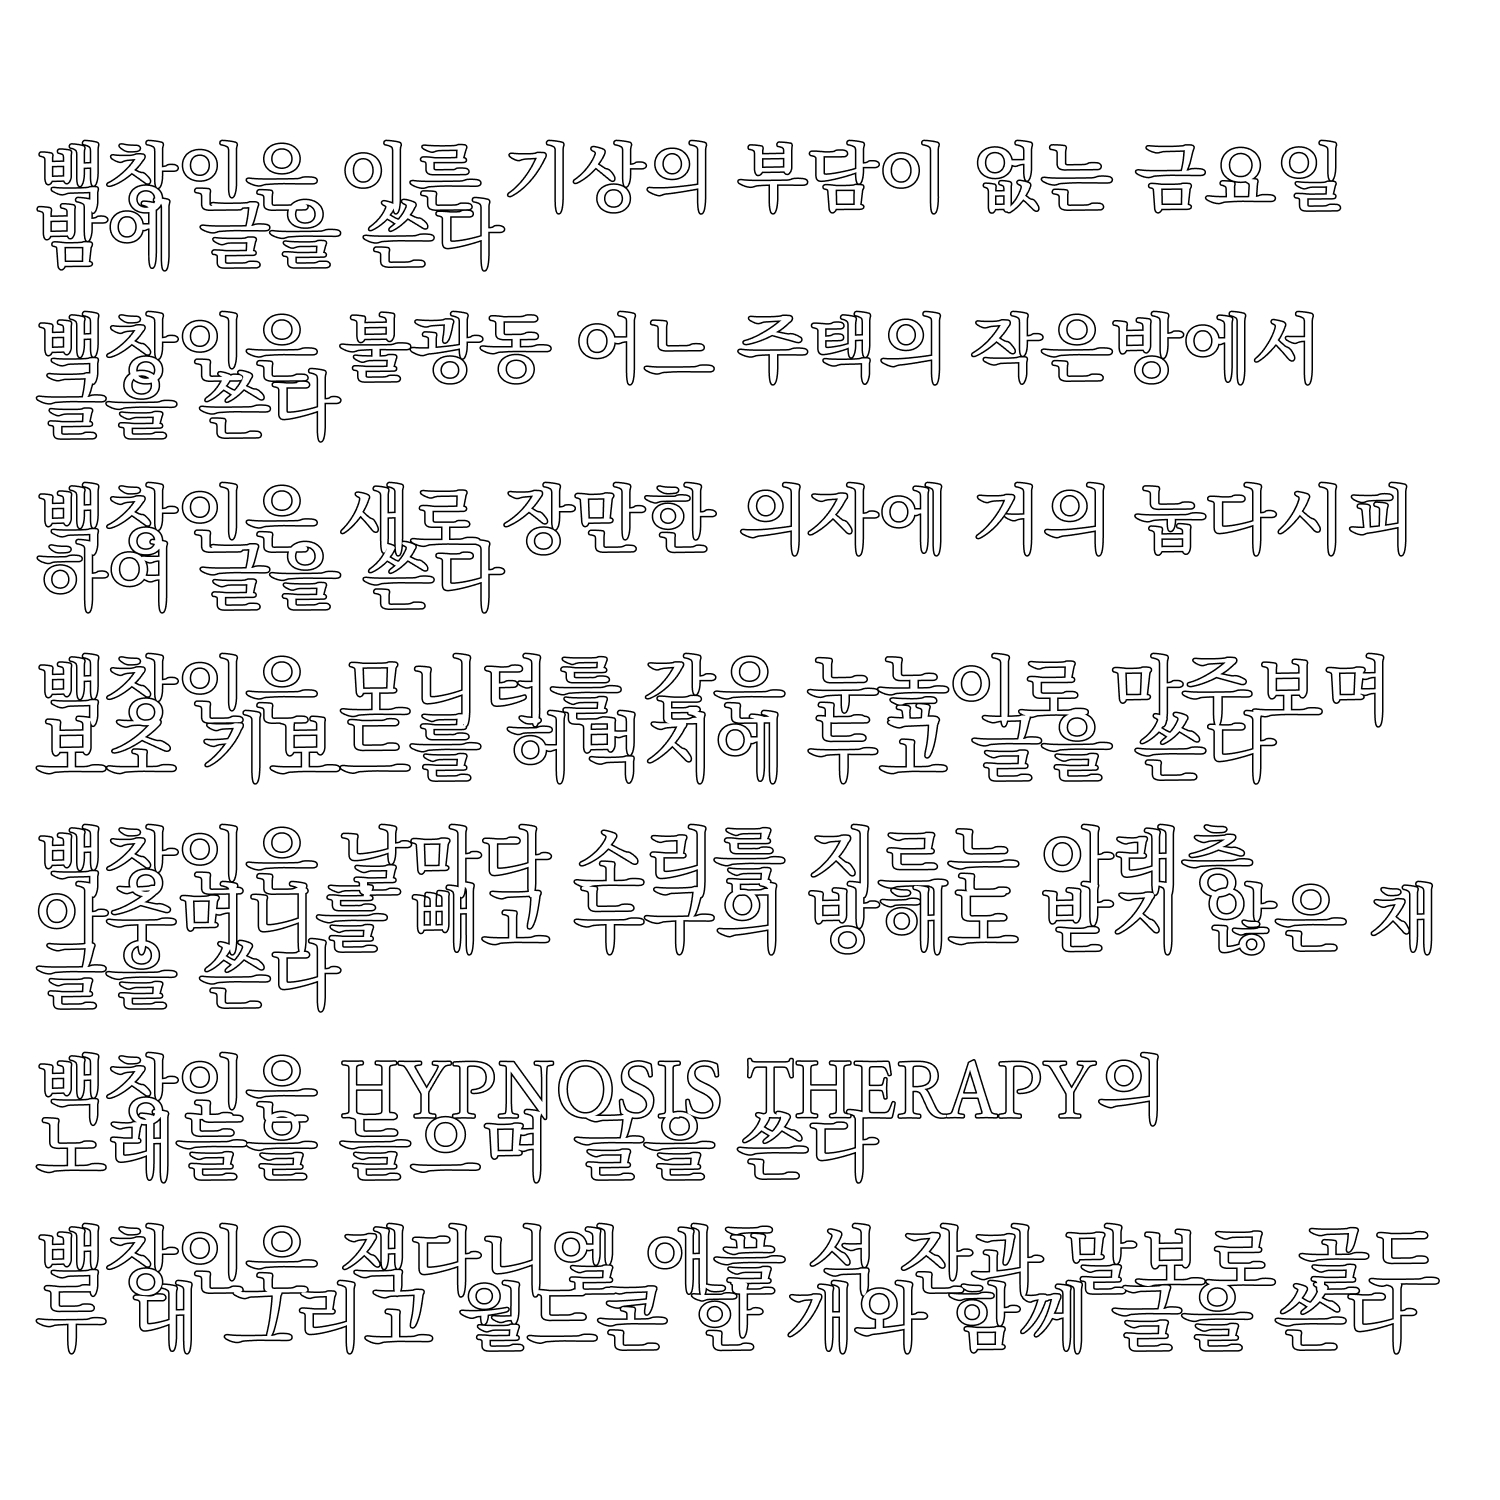 백창인은 이른 기상의 부담이 없는 금요일
밤에 글을 쓴다
백창인은 불광동 어느 주택의 작은방에서
글을 쓴다
백창인은 새로 장만한 의자에 거의 눕다시피
하여 글을 쓴다
백창인은 모니터를 같은 눈높이로 마주보며
보조 키보드를 허벅지에 두고 글을 쓴다
백창인은 날마다 소리를 지르는 아래층
아주머니를 빼고 누구의 방해도 받지 않은 채
글을 쓴다
백창인은 HYPNOSIS THERAPY의
노래들을 들으며 글을 쓴다
백창인은 잭다니엘 애플 석 잔과 말보로 골드
두 대 그리고 월드콘 한 개와 함께 글을 쓴다